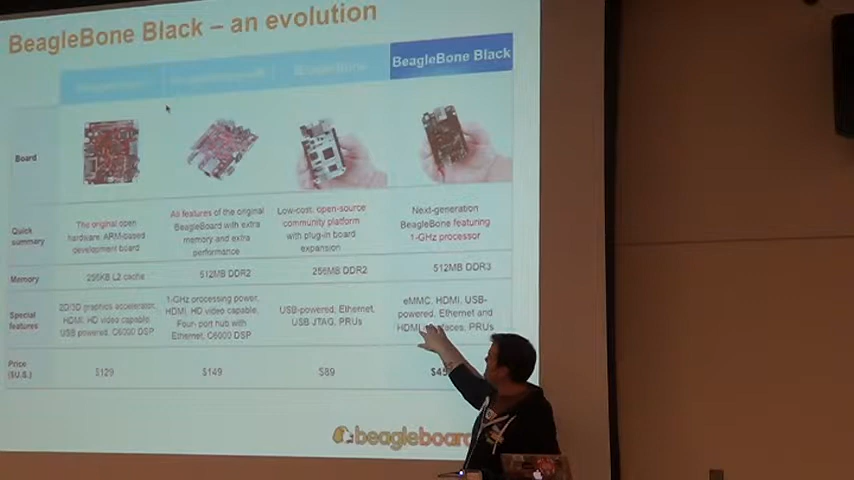 BeagleBone Black – an evolution
BeagleBone Black
Board
Quick
summary
The original open
hardware, ARM-based
development board
All features of the original
BeagleBoard with extra
memory and extra
performance
Low-cost, open-source
community platform
with plug-in board
expansion
Next-generation
BeagleBone featuring
1-GHz processor
Memory
256KB L2 cache
512MB DDR2
256MB DDR2
512MB DDR3
Special
features
2D/3D graphics accelerator,
HDMI, HD video capable,
USB powered, C6000 DSP
1-GHz processing power,
HDMI, HD video capable,
Four-port hub with
Ethernet, C6000 DSP
USB-powered, Ethernet,
USB JTAG, PRUs
eMMC, HDMI, USB-
powered, Ethernet and
HDMI PRUs
Price
($U.S.)
$129
$149
$89
beagleboard